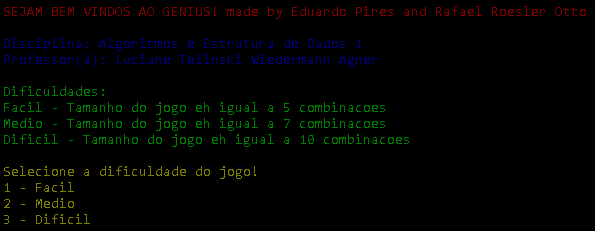 SEJAM BEM VINDOS AO GENIUS! made by Eduardo Pires and Rafael Roesler Otto
Disciplina: Algoritmos e Estrutura de Dados 1
Professor(a): Luciane Telinski Wiedermann Agner
Dificuldades:
Facil - Tamanho do jogo eh igual a 5 combinacoes
Medio - Tamanho do jogo eh igual a 7 combinacoes
Dificil - Tamanho do jogo eh igual a 10 combinacoes
Selecione a dificuldade do jogo!
1 - Facil
2 - Medio
3 - Dificil